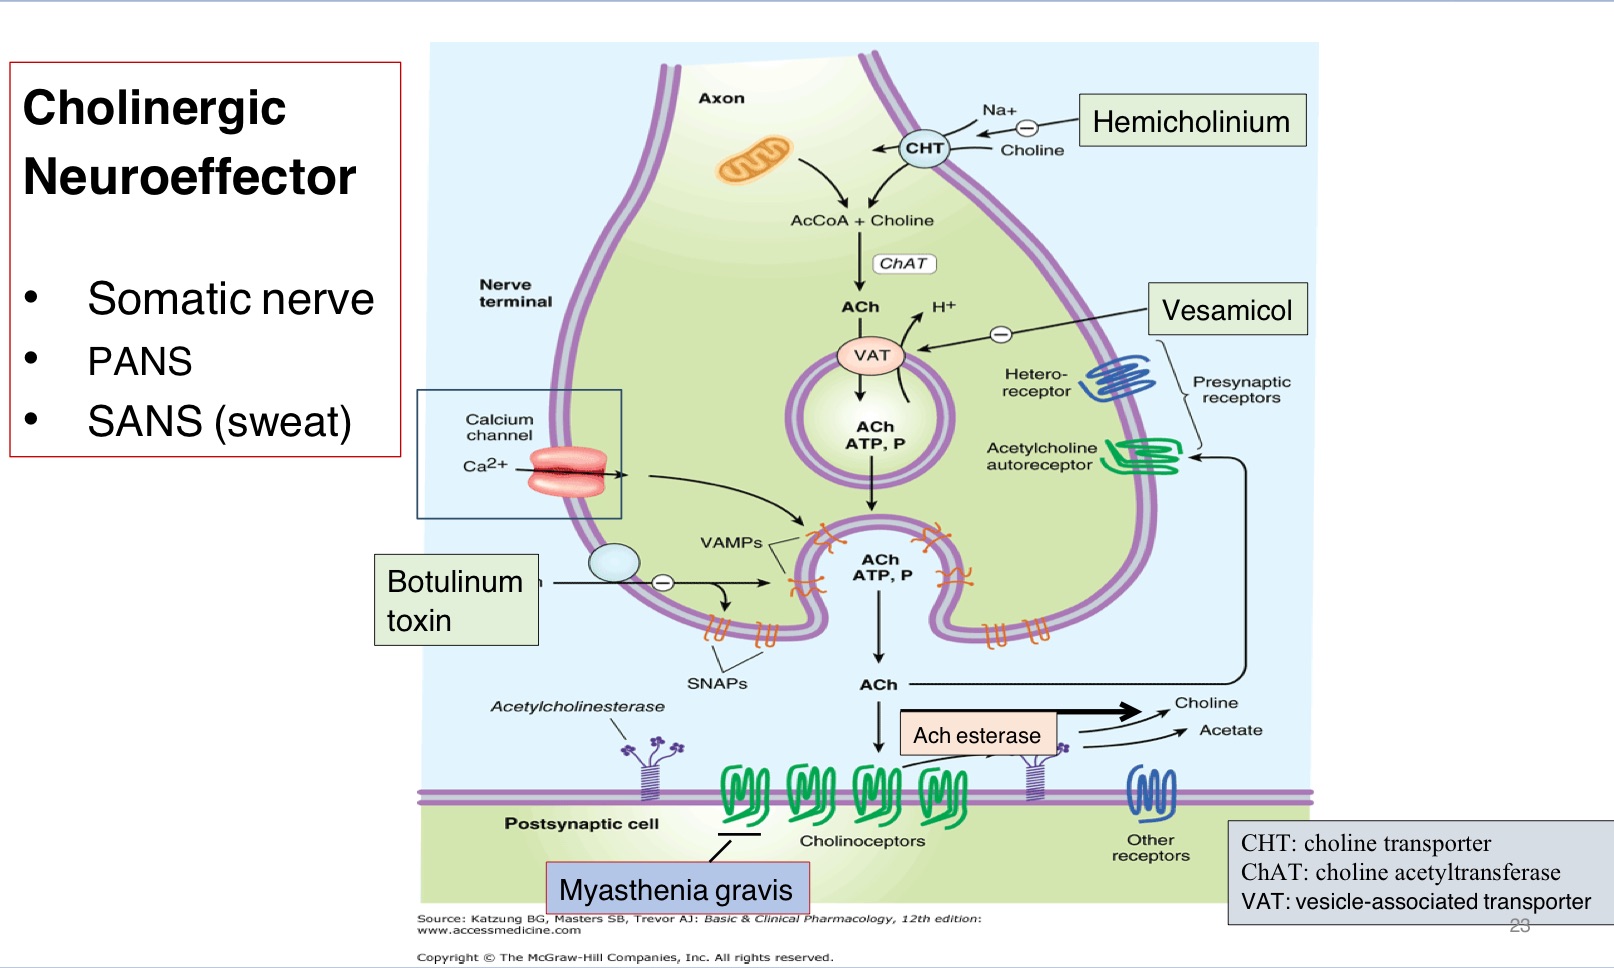 Cholinergic
Neuroeffector
• Somatic nerve
• PANS
• SANS (sweat)
Axon
Na+
Hemicholinium
CHT
Choline
AcCoA + Choline
ChAT
Nerve
terminal
ACh
H+
Vesamicol
VAT
Hetero-
receptor
Presynaptic
receptors
Calcium
channel
Ca2+
ACh
ATP, P
Acetylcholine
autoreceptor
VAMPs
ACh
ATP, P
Botulinum
toxin
SNAPs
ACh
Acetylcholinesterase
Choline
Acetate
Ach esterase
Postsynaptic cell
Cholinoceptors
Other
receptors
Myasthenia gravis
CHT: choline transporter
ChAT: choline acetyltransferase
VAT: vesicle-associated transporter
23
Source: Katzung BG, Masters SB, Trevor AJ: Basic & Clinical Pharmacology, 12th edition:
www.accessmedicine.com
Copyright © The McGraw-Hill Companies, Inc. All rights reserved.